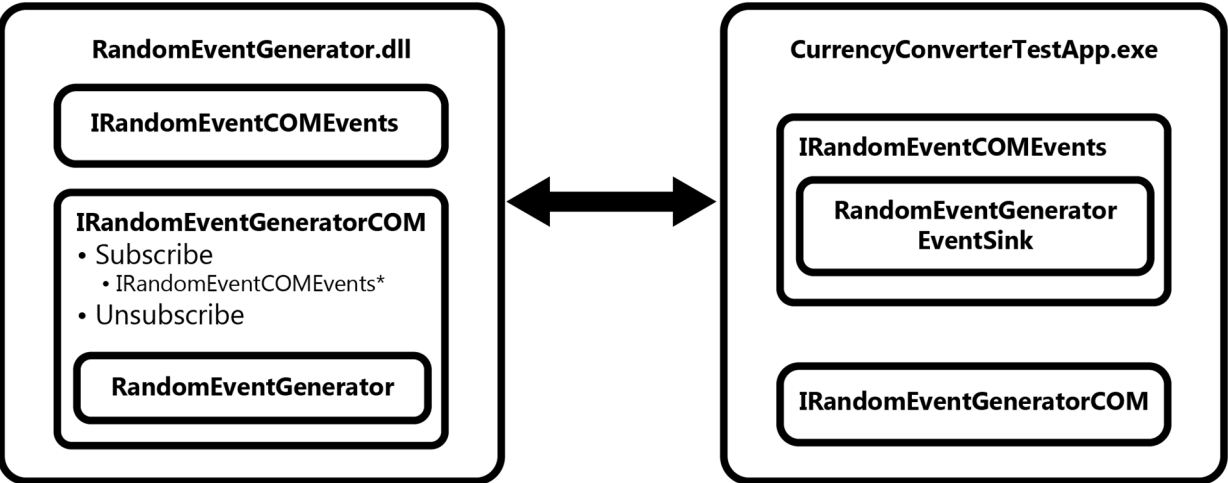 RandomEventGenerator.dll
IRandomEventCOMEvents
IRandomEventGeneratorCOM
• Subscribe
• IRandomEventCOMEvents*
• Unsubscribe
RandomEventGenerator
CurrencyConverterTestApp.exe
IRandomEventCOMEvents
RandomEventGenerator
EventSink
IRandomEventGeneratorCOM